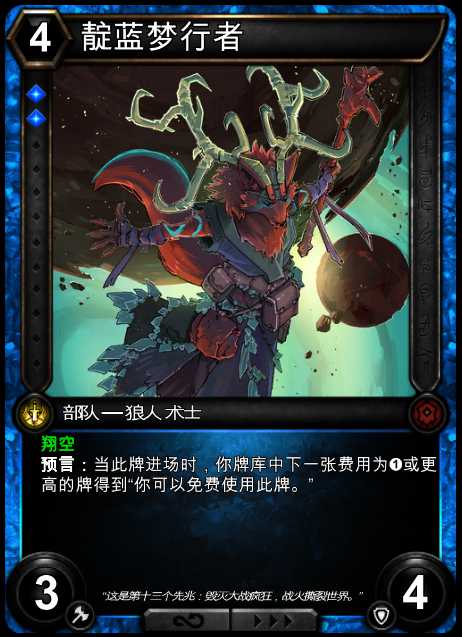 4
靛蓝梦行者
部队 — 狼人 术士
翔空
预言：当此牌进场时，你牌库中下一张费用为❶或更
高的牌得到“你可以免费使用此牌。”
3
“这是第十三个先兆：毁灭大战疯狂，战火撕裂世界。”
4